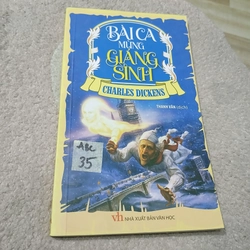 BÀI CA
MỪNG
GIÁNG
SINH
CHARLES DICKENS
ABC
35
NHÀ XUẤT BẢN VĂN HỌC